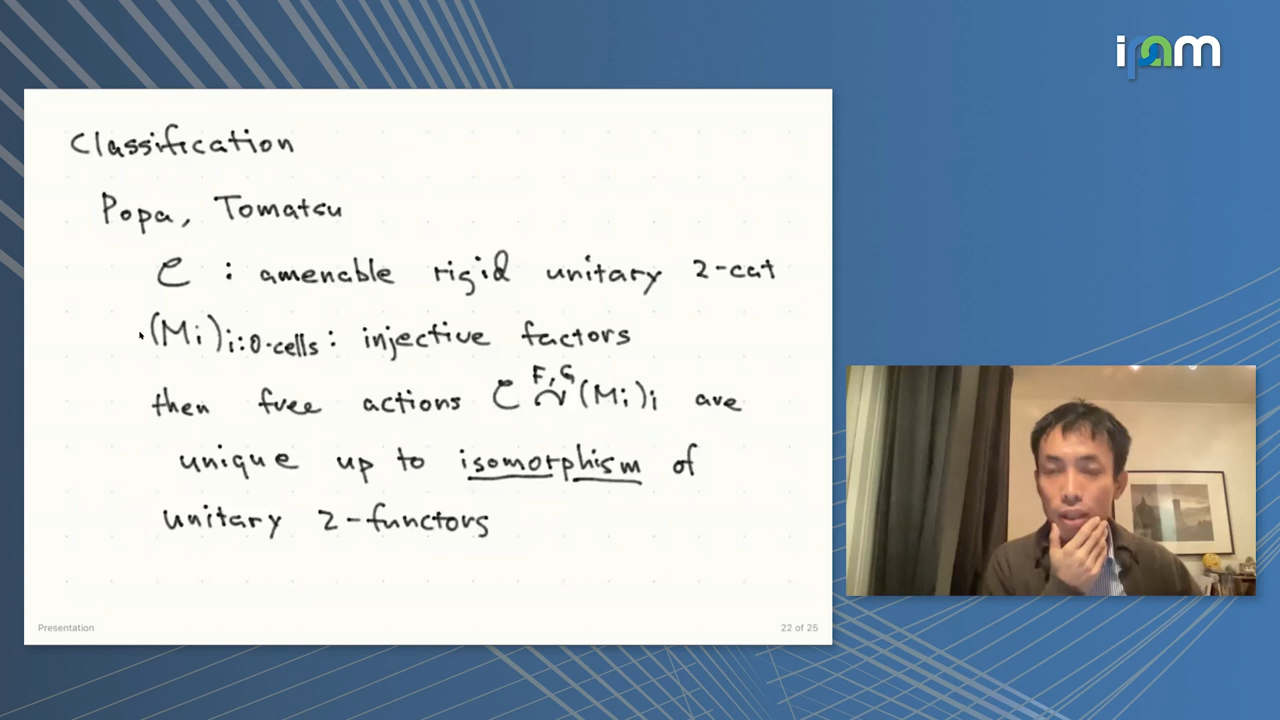 ipam
Classification
Popa, Tomatsu
C : amenable rigid unitary 2-cat
(Mi)i:0-cells : injective factors
F, G
then free actions C ↷ (Mi)i are
unique up to isomorphism of
unitary 2-functors
Presentation
22 of 25